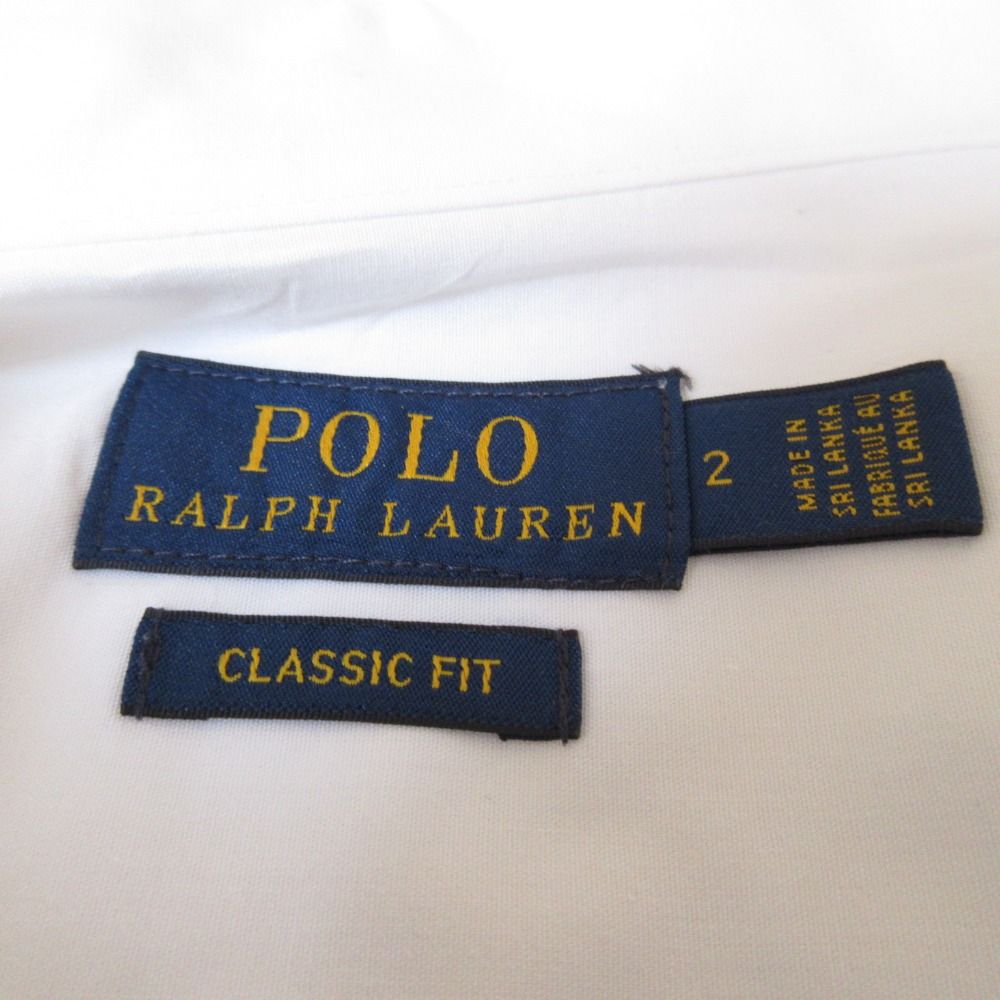 POLO
RALPH LAUREN
2
MADE IN
SRI LANKA
FABRIQUÉ AU
SRI LANKA
CLASSIC FIT